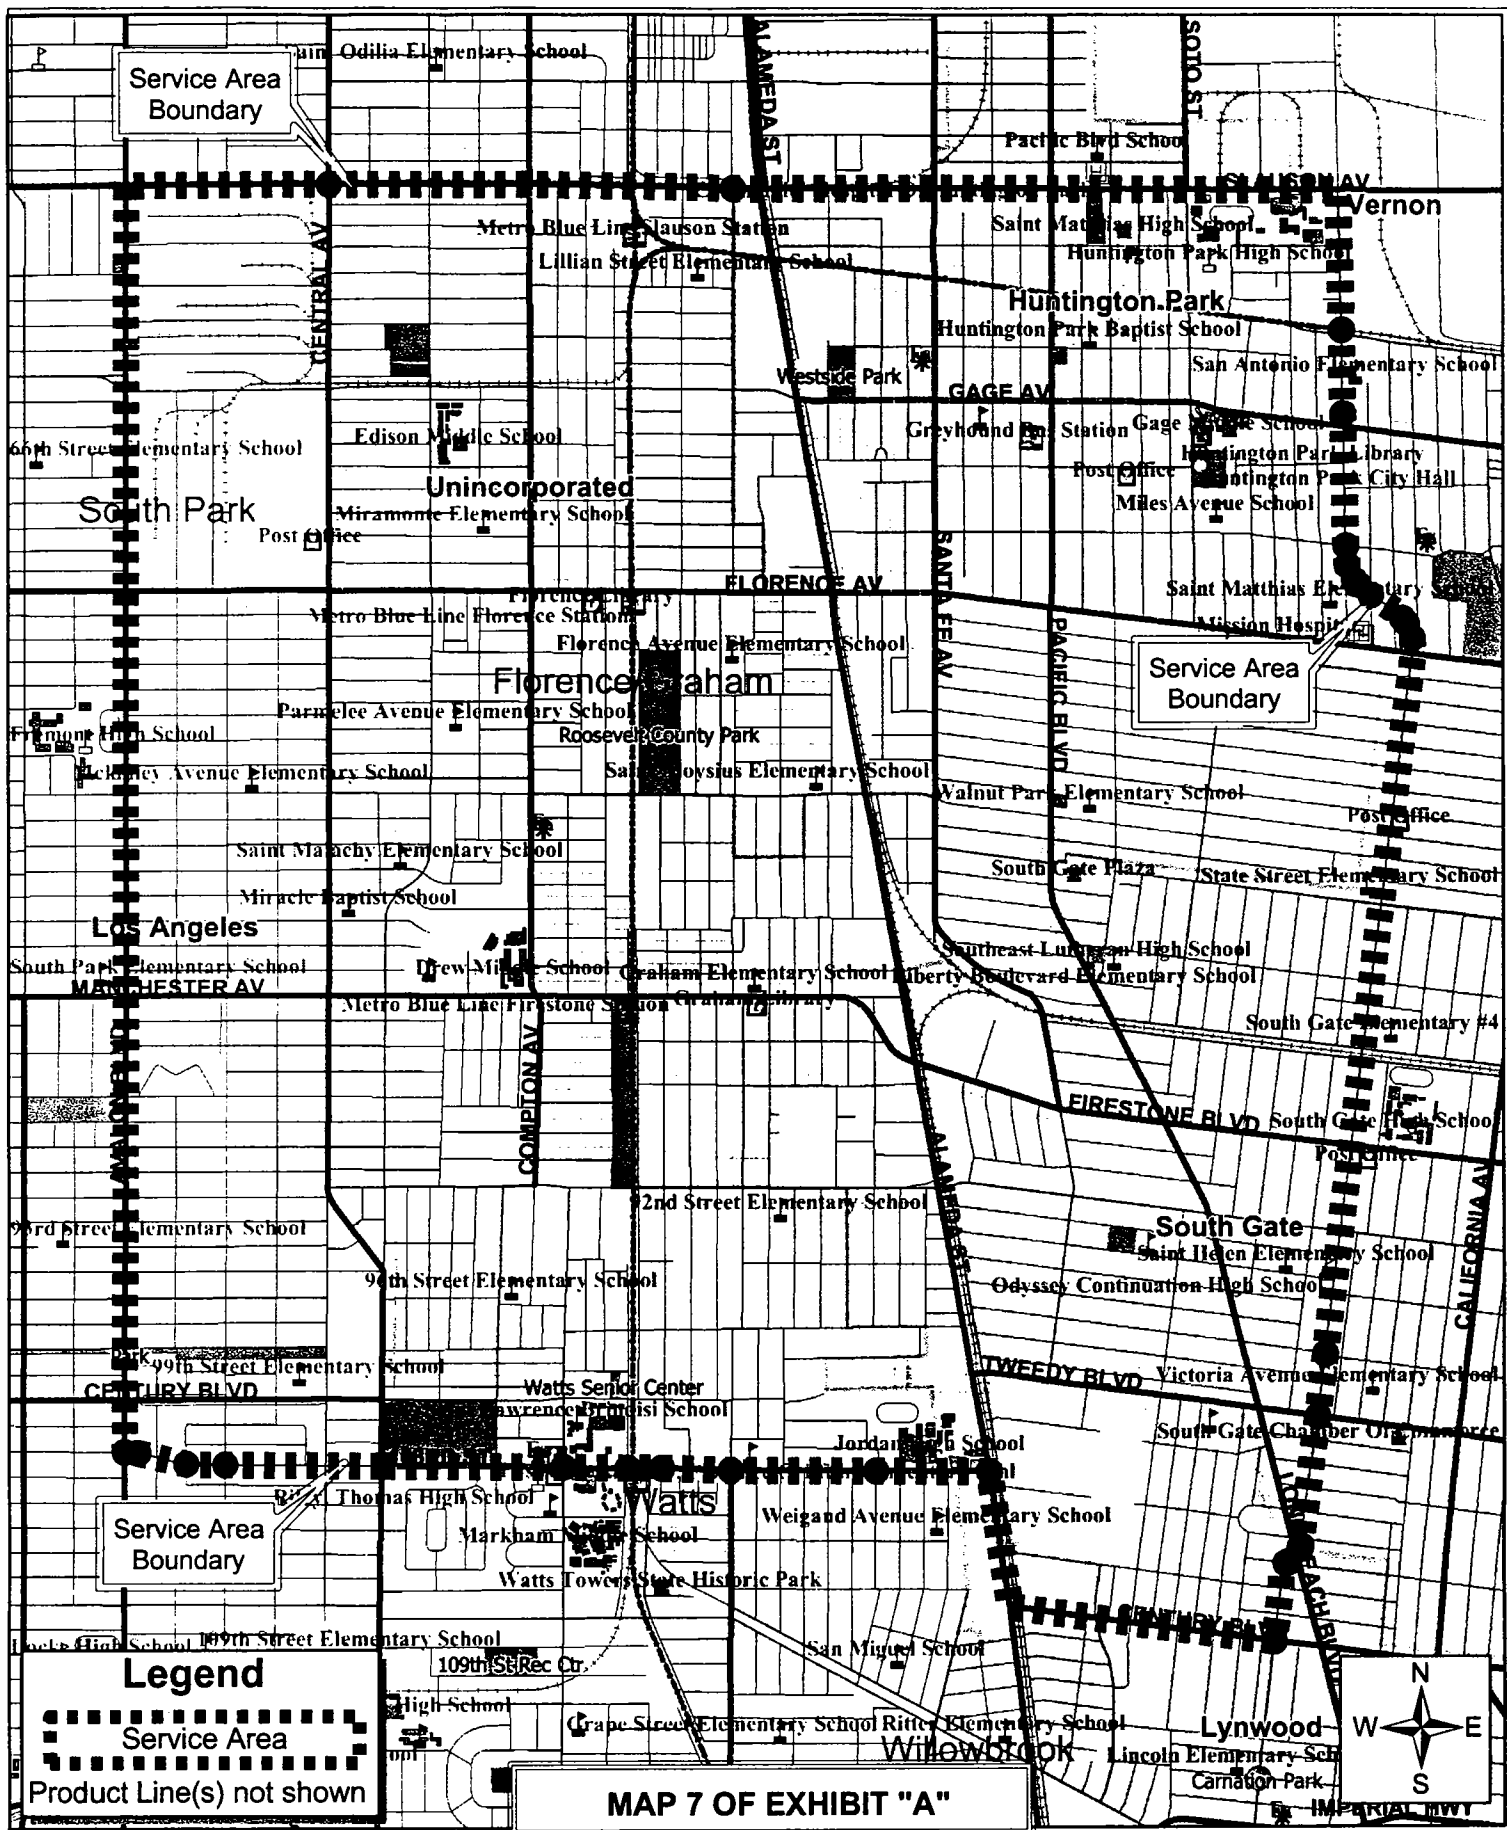 Saint Odilia Elementary School
Service Area
Boundary
ALAMEDA ST
SOTO ST
Pacific Blvd School
SLAUSON AV
Vernon
CENTRAL AV
Metro Blue Line Slauson Station
Saint Matthias High School
Lillian Street Elementary School
Huntington Park High School
Huntington Park
Huntington Park Baptist School
San Antonio Elementary School
Westside Park
GAGE AV
66th Street Elementary School
Edison Middle School
Greyhound Bus Station
Gage Middle School
Huntington Park Library
Post Office
Huntington Park City Hall
Unincorporated
South Park
Miramonte Elementary School
Miles Avenue School
Post Office
SANTA FE AV
FLORENCE AV
Florence Library
Saint Matthias Elementary School
Metro Blue Line Florence Station
Mission Hospital
Florence Avenue Elementary School
PACIFIC BLVD
Service Area
Boundary
Florence-Graham
Parmelee Avenue Elementary School
Fremont High School
Roosevelt County Park
McKinley Avenue Elementary School
Saint Aloysius Elementary School
Walnut Park Elementary School
Post Office
Saint Malachy Elementary School
South Gate Plaza
State Street Elementary School
Miracle Baptist School
Los Angeles
Southeast Lutheran High School
South Park Elementary School
Drew Middle School
Graham Elementary School
Liberty Boulevard Elementary School
MANCHESTER AV
Metro Blue Line Firestone Station
Graham Library
South Gate Elementary #4
AVALON BLVD
COMPTON AV
FIRESTONE BLVD
South Gate High School
Post Office
ALAMEDA ST
CALIFORNIA AV
92nd Street Elementary School
93rd Street Elementary School
South Gate
Saint Helen Elementary School
96th Street Elementary School
Odyssey Continuation High School
Park
99th Street Elementary School
TWEEDY BLVD
Victoria Avenue Elementary School
CENTURY BLVD
Watts Senior Center
Lawrence Brindisi School
South Gate Chamber Of Commerce
Jordan High School
Thomas High School
Watts
LONG BEACH BLVD
Service Area
Boundary
Weigand Avenue Elementary School
Markham Middle School
Watts Towers State Historic Park
CENTURY BLVD
Locke High School
109th Street Elementary School
San Miguel School
109th St Rec Ctr
Legend
High School
Service Area
Grape Street Elementary School
Ritter Elementary School
Lynwood
Willowbrook
Lincoln Elementary Sch
Carnation Park
Product Line(s) not shown
MAP 7 OF EXHIBIT "A"
IMPERIAL HWY
N
W
E
S